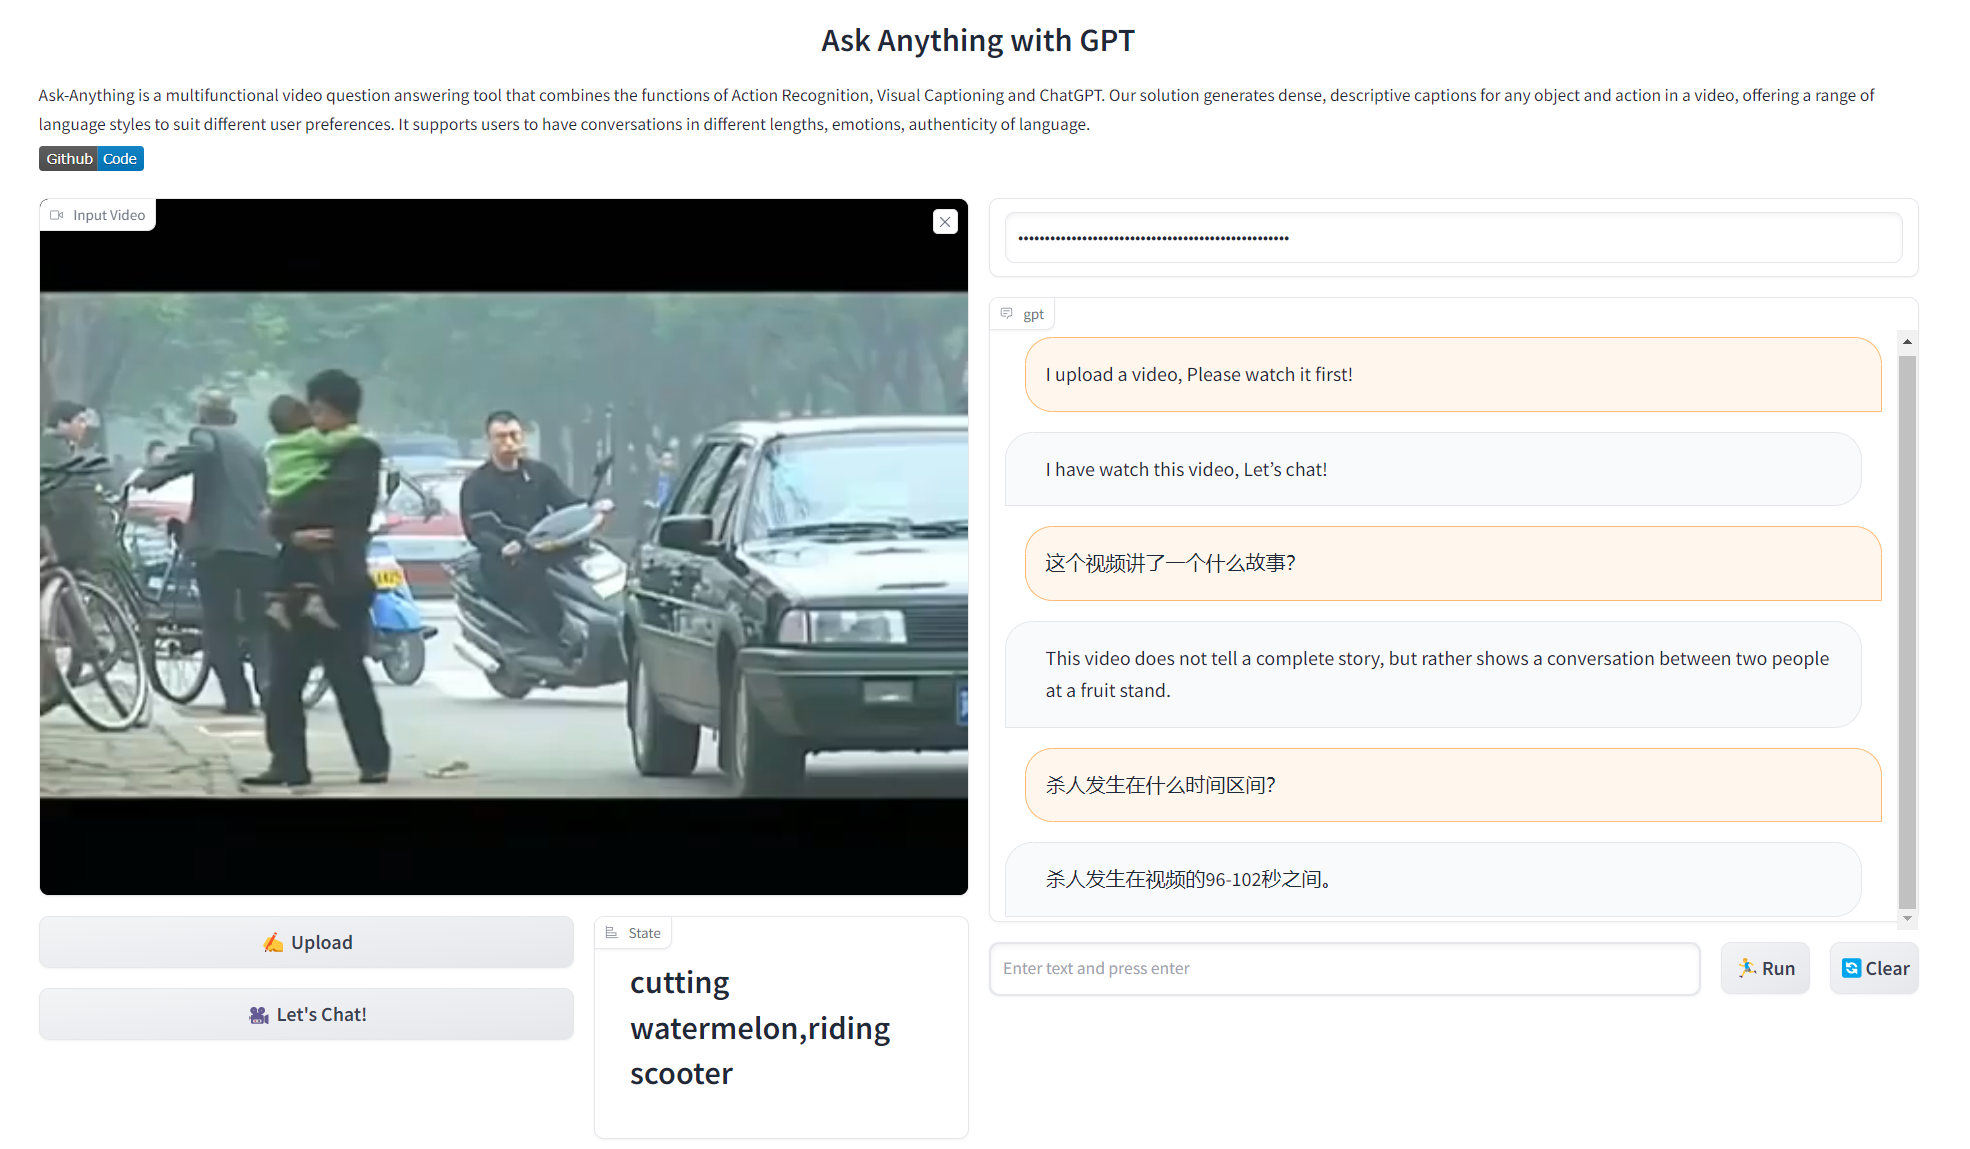 Ask Anything with GPT
Ask-Anything is a multifunctional video question answering tool that combines the functions of Action Recognition, Visual Captioning and ChatGPT. Our solution generates dense, descriptive captions for any object and action in a video, offering a range of
language styles to suit different user preferences. It supports users to have conversations in different lengths, emotions, authenticity of language.
Github Code
Input Video
gpt
I upload a video, Please watch it first!
I have watch this video, Let's chat!
这个视频讲了一个什么故事?
This video does not tell a complete story, but rather shows a conversation between two people
at a fruit stand.
杀人发生在什么时间区间?
杀人发生在视频的96-102秒之间。
Upload
Let's Chat!
State
cutting
watermelon,riding
scooter
Enter text and press enter
Run
Clear